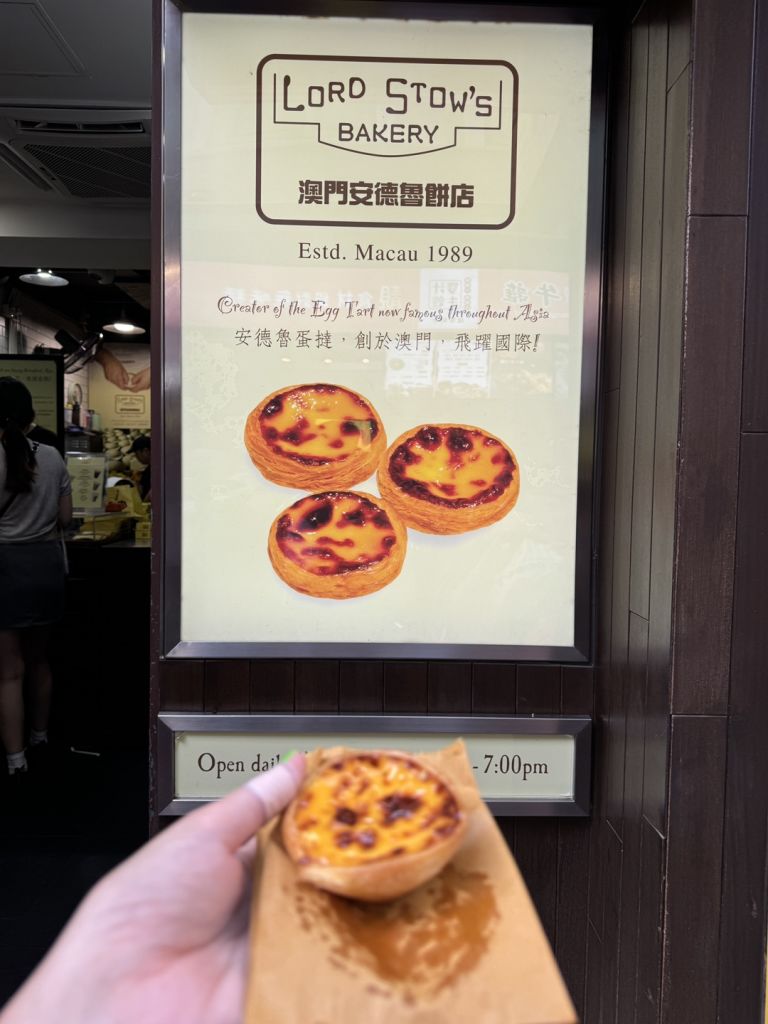 LORD STOW'S
BAKERY
澳門安德魯餅店
Estd. Macau 1989
Creator of the Egg Tart now famous throughout Asia
安德魯蛋撻，創於澳門，飛躍國際!
Open - 7:00pm